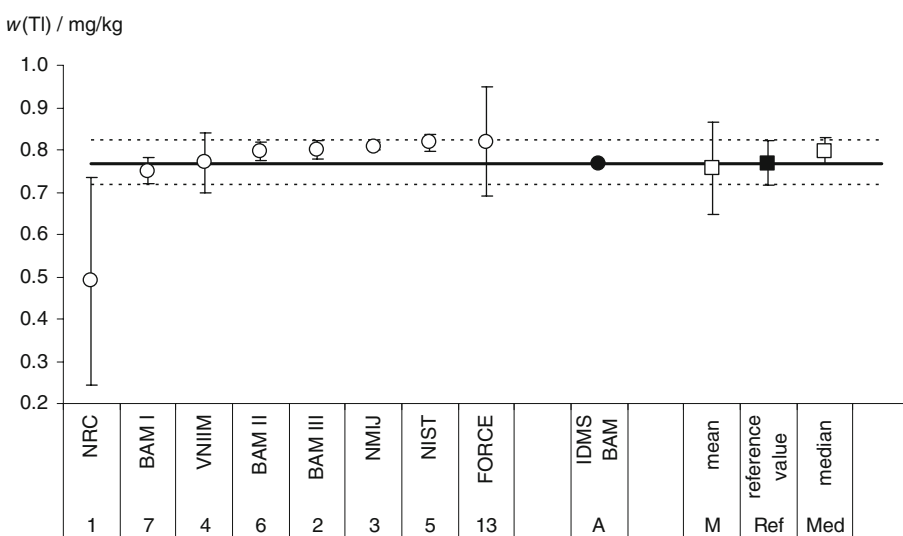 w(Tl) / mg/kg
1.0
0.9
0.8
0.7
0.6
0.5
0.4
0.3
0.2
NRC
BAM I
VNIIM
BAM II
BAM III
NMIJ
NIST
FORCE
IDMS
BAM
mean
reference
value
median
1 7 4 6 2 3 5 13 A M Ref Med